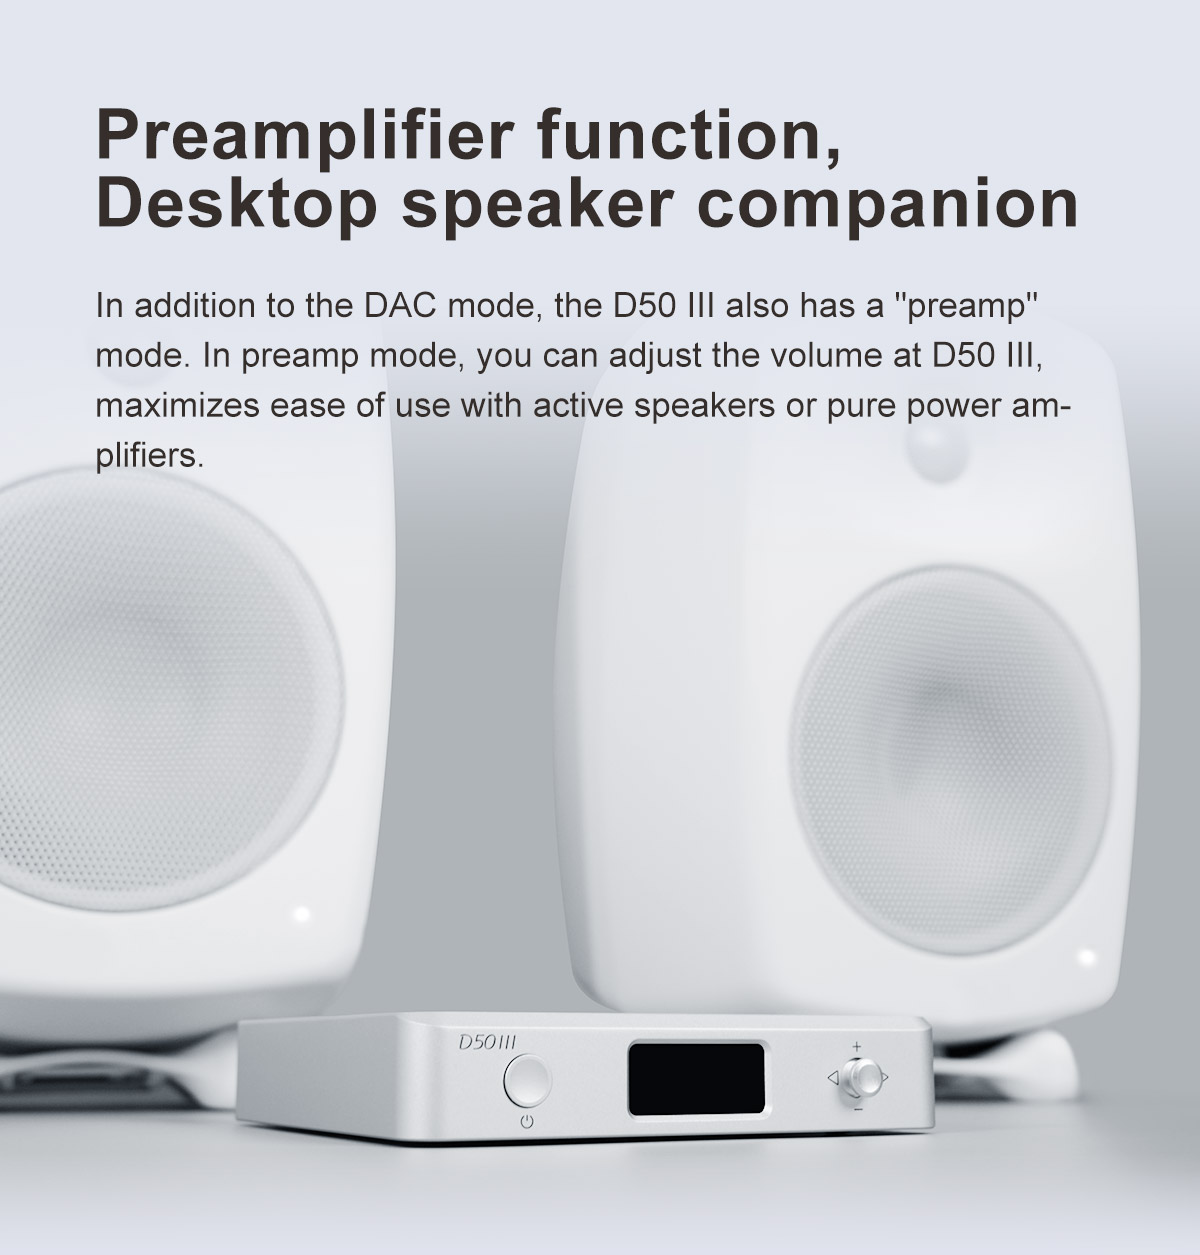 Preamplifier function,
Desktop speaker companion
In addition to the DAC mode, the D50 III also has a "preamp"
mode. In preamp mode, you can adjust the volume at D50 III,
maximizes ease of use with active speakers or pure power am-
plifiers.
D50III
+
−